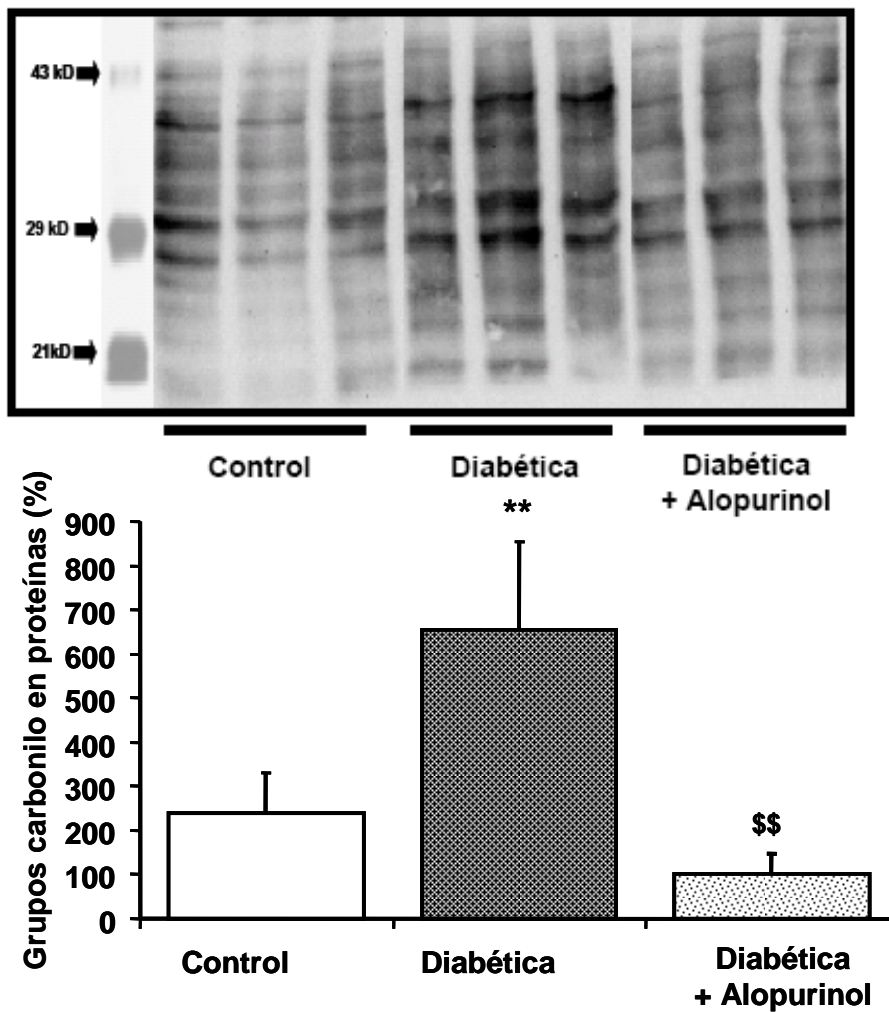 43 kD
29 kD
21kD
Control
Diabética
Diabética
+ Alopurinol
Grupos carbonilo en proteínas (%)
**
900
800
700
600
500
400
300
200
100
0
$$
Control
Diabética
Diabética
+ Alopurinol